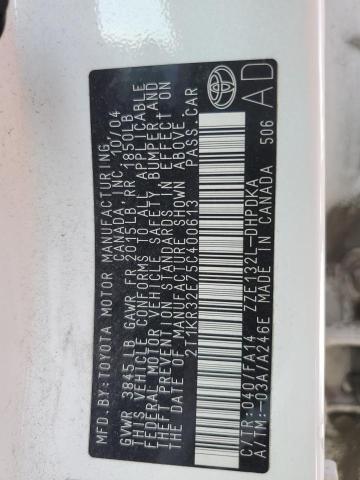 MFD.BY:TOYOTA MOTOR MANUFACTURING,
CANADA, INC. 10/04
GVWR 3845LB GAWR FR 2015LB RR 1850LB
THIS VEHICLE CONFORMS TO ALL APPLICABLE
FEDERAL MOTOR VEHICLE SAFETY, BUMPER, AND
THEFT PREVENTION STANDARDS IN EFFECT ON
THE DATE OF MANUFACTURE SHOWN ABOVE.
2T1KR32E75C400613 PASS.CAR
TOYOTA
C/TR:040/FA14 ZZE132L-DHPDKA AD
A/TM:-03A/A246E MADE IN CANADA 506